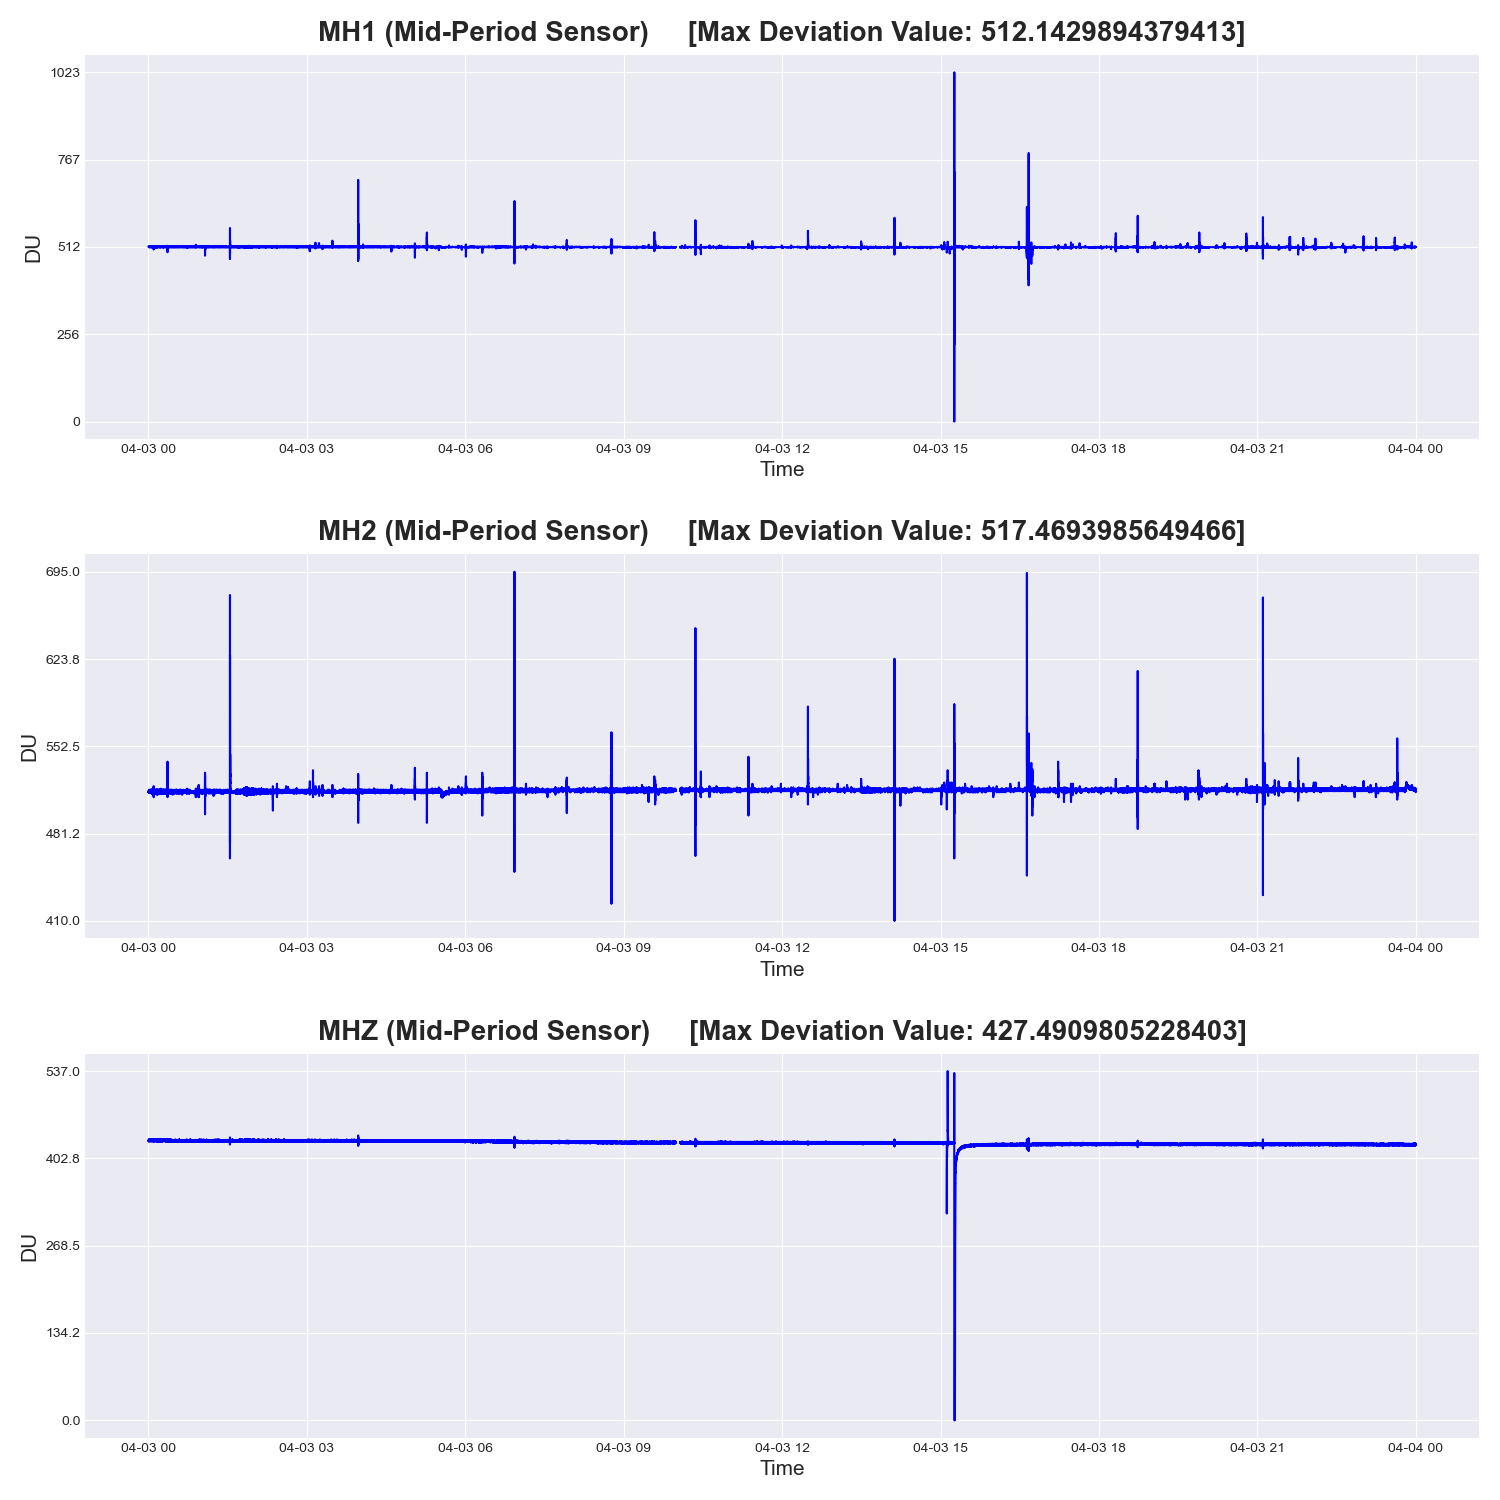 MH1 (Mid-Period Sensor) [Max Deviation Value: 512.1429894379413]
1023
767
512
256
0
DU
04-03 00 04-03 03 04-03 06 04-03 09 04-03 12 04-03 15 04-03 18 04-03 21 04-04 00
Time
MH2 (Mid-Period Sensor) [Max Deviation Value: 517.4693985649466]
695.0
623.8
552.5
481.2
410.0
DU
04-03 00 04-03 03 04-03 06 04-03 09 04-03 12 04-03 15 04-03 18 04-03 21 04-04 00
Time
MHZ (Mid-Period Sensor) [Max Deviation Value: 427.4909805228403]
537.0
402.8
268.5
134.2
0.0
DU
04-03 00 04-03 03 04-03 06 04-03 09 04-03 12 04-03 15 04-03 18 04-03 21 04-04 00
Time